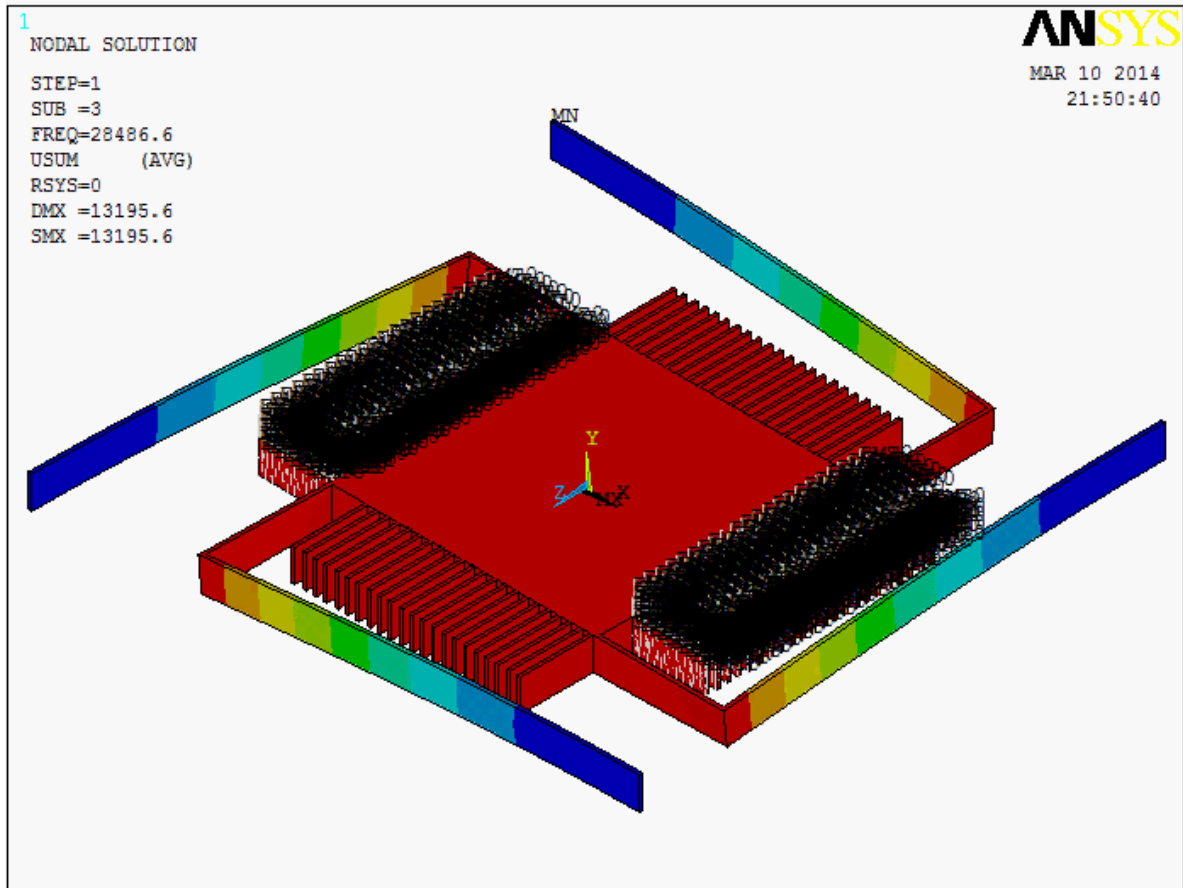 1
NODAL SOLUTION
STEP=1
SUB =3
FREQ=28486.6
USUM (AVG)
RSYS=0
DMX =13195.6
SMX =13195.6
ANSYS
MAR 10 2014
21:50:40
MN
Y
Z
X